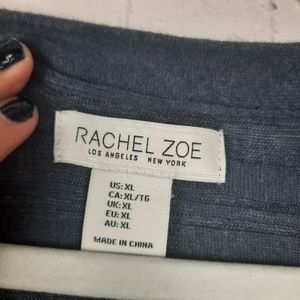 RACHEL ZOE
LOS ANGELES NEW YORK
US: XL
CA: XL/TG
UK: XL
EU: XL
AU: XL
MADE IN CHINA